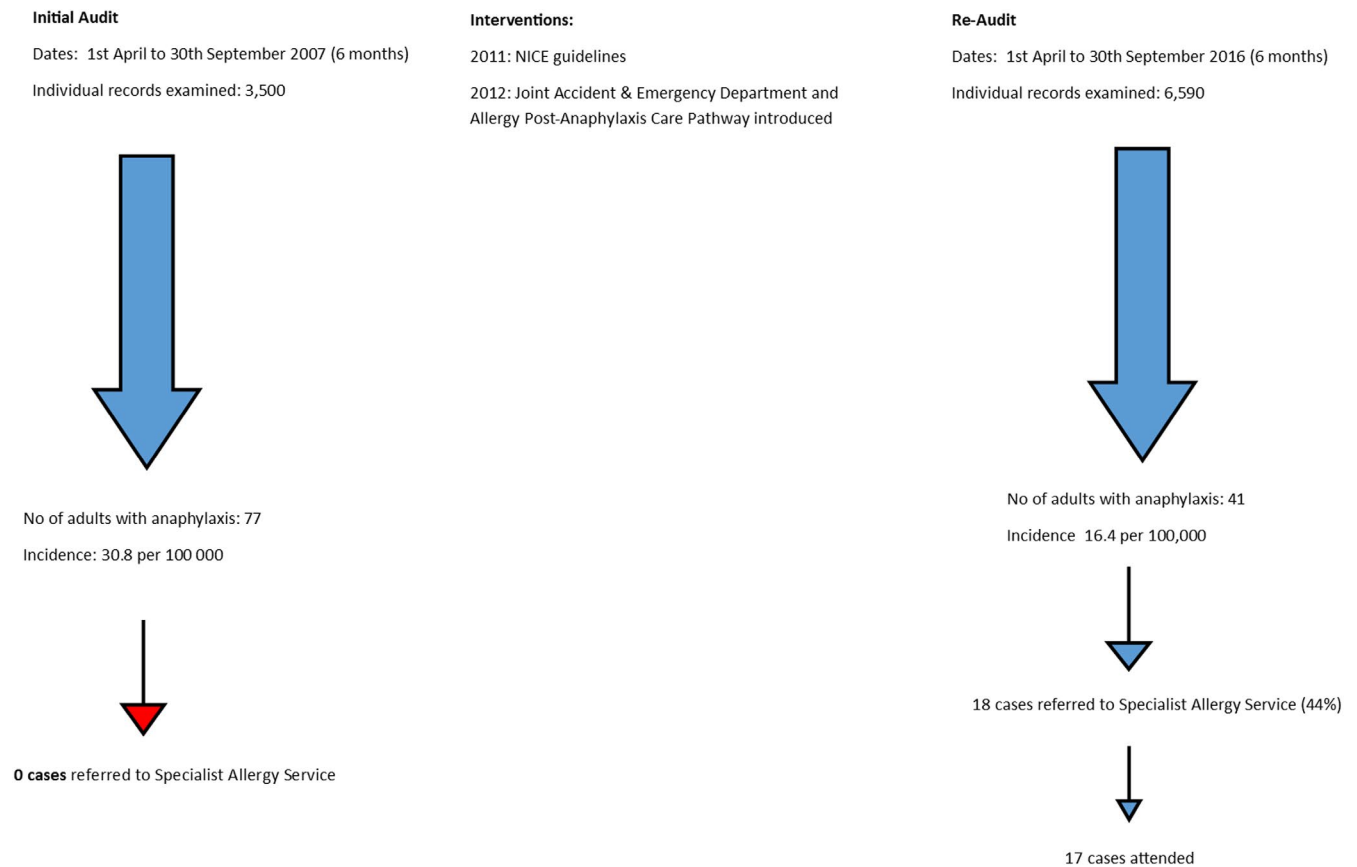 Initial Audit
Dates:  1st April to 30th September 2007 (6 months)
Individual records examined: 3,500
No of adults with anaphylaxis: 77
Incidence: 30.8 per 100 000
0 cases referred to Specialist Allergy Service
Interventions:
2011: NICE guidelines
2012: Joint Accident & Emergency Department and
Allergy Post-Anaphylaxis Care Pathway introduced
Re-Audit
Dates:  1st April to 30th September 2016 (6 months)
Individual records examined: 6,590
No of adults with anaphylaxis: 41
Incidence  16.4 per 100,000
18 cases referred to Specialist Allergy Service (44%)
17 cases attended